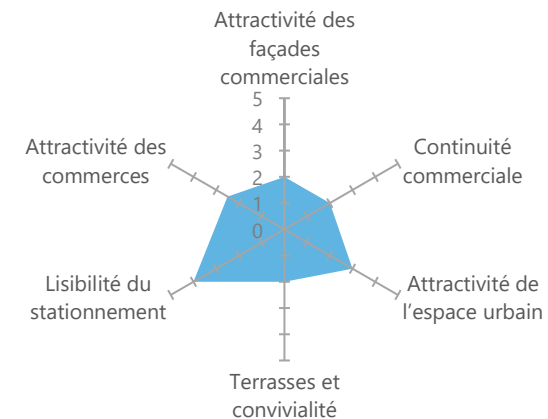 Attractivité des
façades
commerciales
5
4
3
2
1
0
Continuité
commerciale
Attractivité de
l'espace urbain
Terrasses et
convivialité
Lisibilité du
stationnement
Attractivité des
commerces